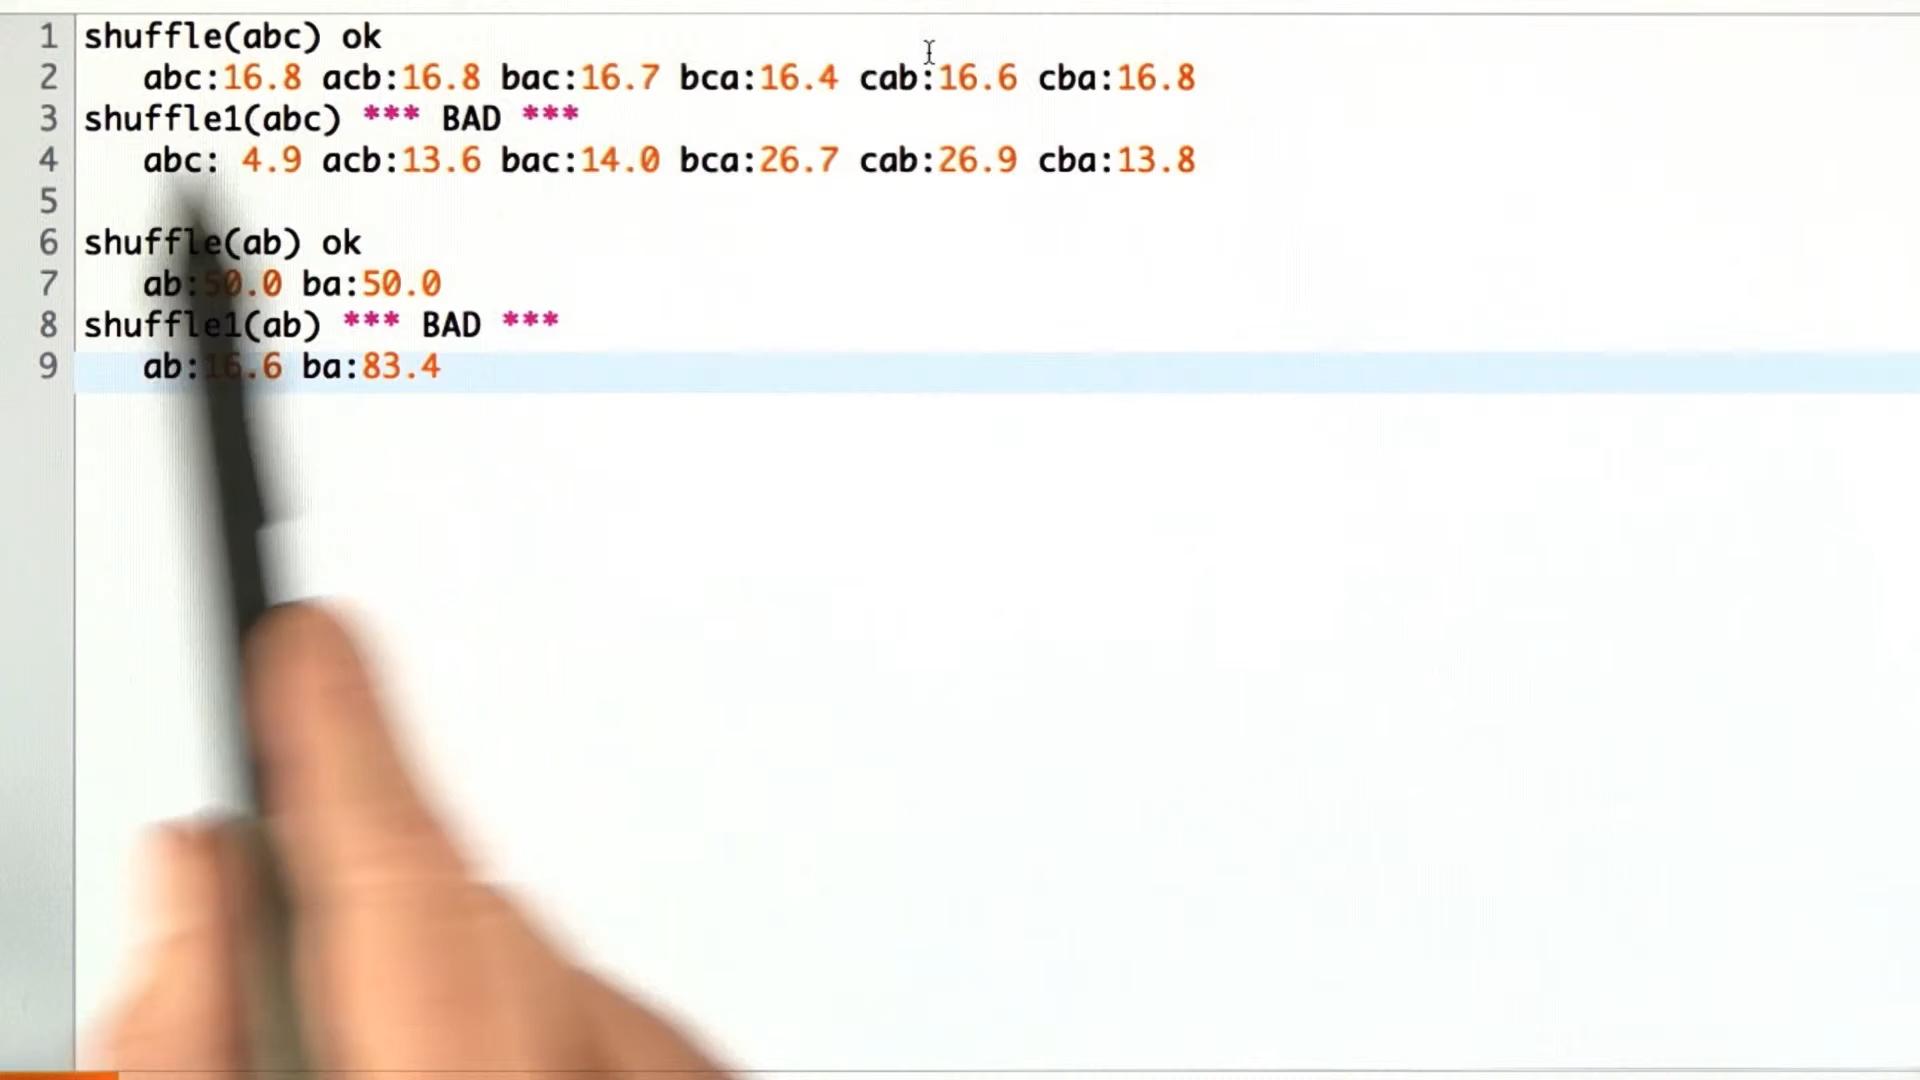 1 shuffle(abc) ok
2 abc:16.8 acb:16.8 bac:16.7 bca:16.4 cab:16.6 cba:16.8
3 shuffle1(abc) *** BAD ***
4 abc: 4.9 acb:13.6 bac:14.0 bca:26.7 cab:26.9 cba:13.8
5
6 shuffle(ab) ok
7 ab:50.0 ba:50.0
8 shuffle1(ab) *** BAD ***
9 ab:16.6 ba:83.4